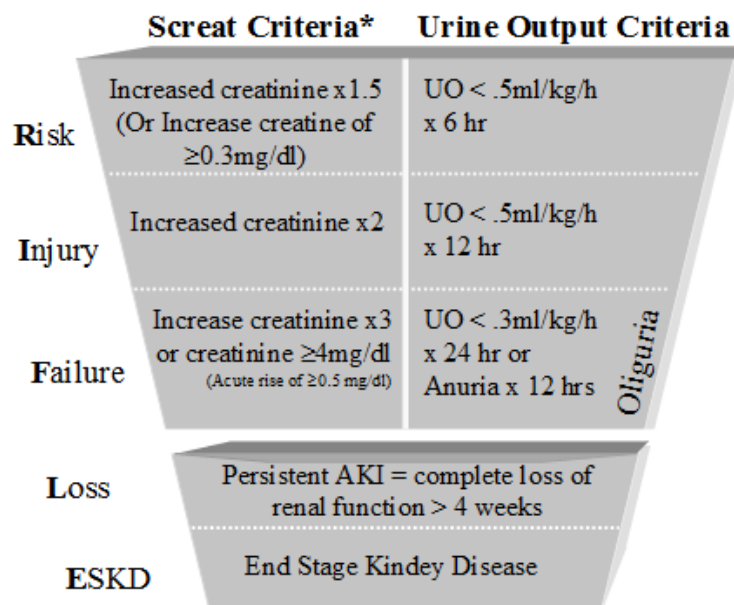 Screat Criteria* Urine Output Criteria
Risk
Increased creatinine x1.5
(Or Increase creatine of
≥0.3mg/dl)
UO < .5ml/kg/h
x 6 hr
Injury
Increased creatinine x2
UO < .5ml/kg/h
x 12 hr
Failure
Increase creatinine x3
or creatinine ≥4mg/dl
(Acute rise of ≥0.5 mg/dl)
UO < .3ml/kg/h
x 24 hr or
Anuria x 12 hrs
Oliguria
Loss
Persistent AKI = complete loss of
renal function > 4 weeks
ESKD
End Stage Kindey Disease